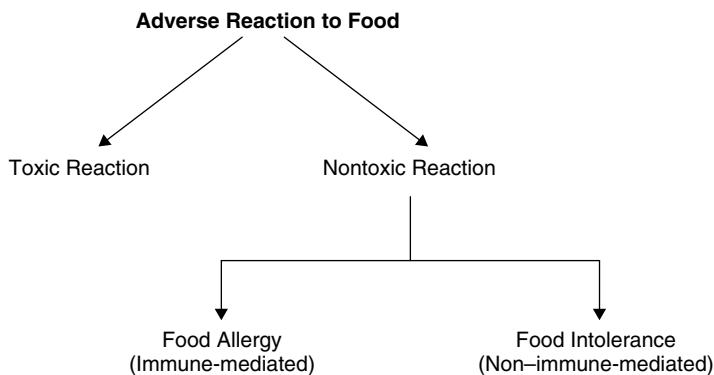 Adverse Reaction to Food
Toxic Reaction
Nontoxic Reaction
Food Allergy
(Immune-mediated)
Food Intolerance
(Non–immune-mediated)